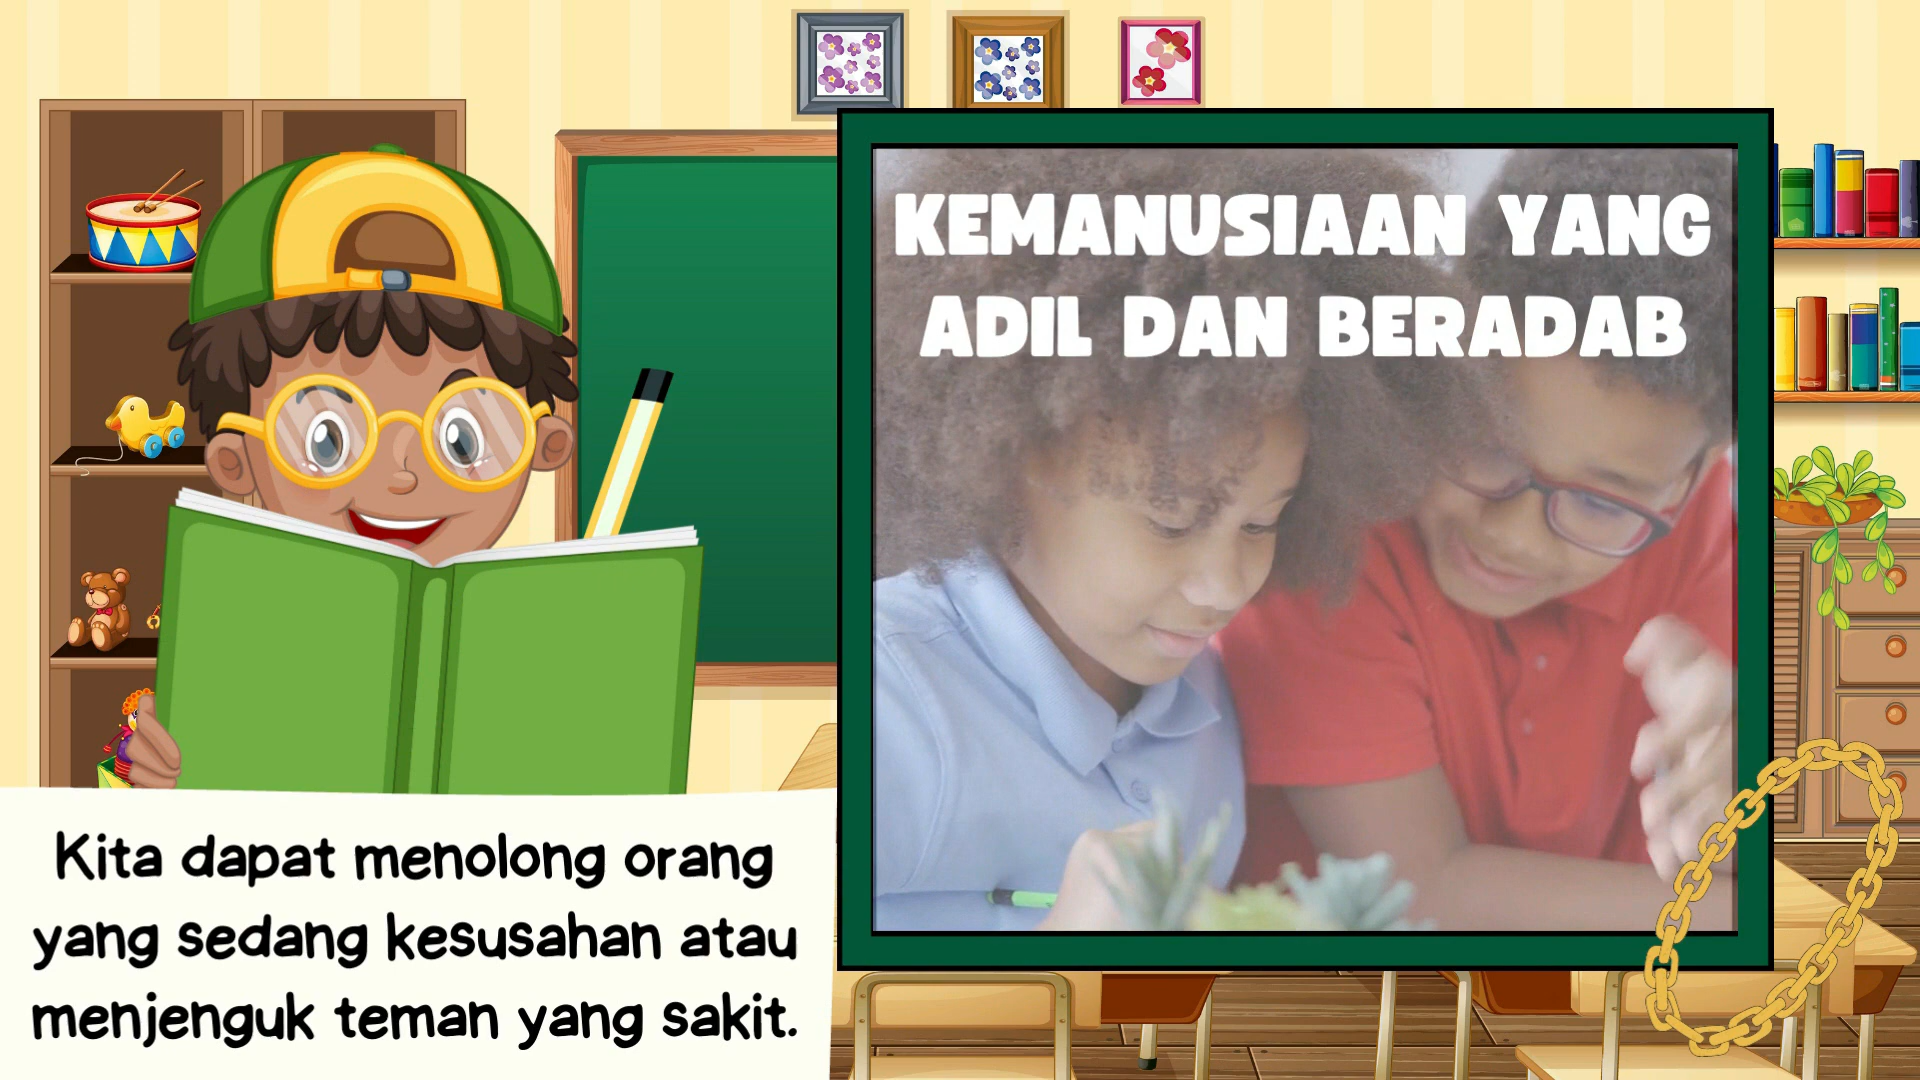 KEMANUSIAAN YANG
ADIL DAN BERADAB
Kita dapat menolong orang
yang sedang kesusahan atau
menjenguk teman yang sakit.